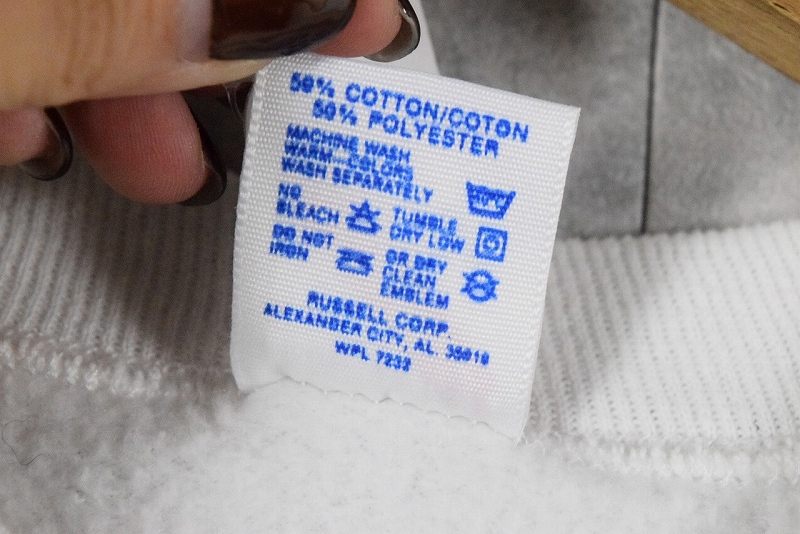 50% COTTON/COTON
50% POLYESTER
MACHINE WASH
WARM-COLORS
WASH SEPARATELY
NO
BLEACH
TUMBLE
DRY LOW
DO NOT
IRON
OR DRY
CLEAN
EMBLEM
RUSSELL CORP.
ALEXANDER CITY, AL. 35010
WPL 7232